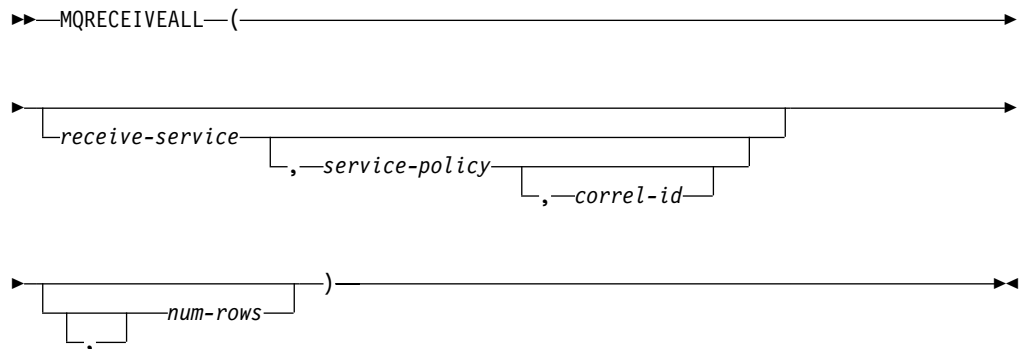 MQRECEIVEALL (
receive-service
, service-policy
, correl-id
)
num-rows
,